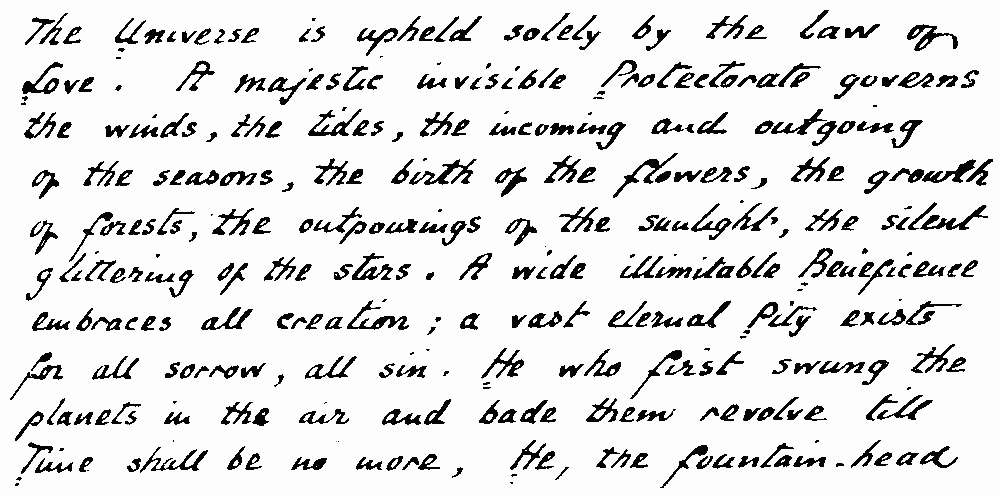 The Universe is upheld solely by the law of
Love. A majestic invisible Protectorate governs
the winds, the tides, the incoming and outgoing
of the seasons, the birth of the flowers, the growth
of forests, the outpourings of the sunlight, the silent
glittering of the stars. A wide illimitable Beneficence
embraces all creation; a vast eternal Pity exists
for all sorrow, all sin. He who first swung the
planets in the air and bade them revolve till
Time shall be no more, He, the fountain-head